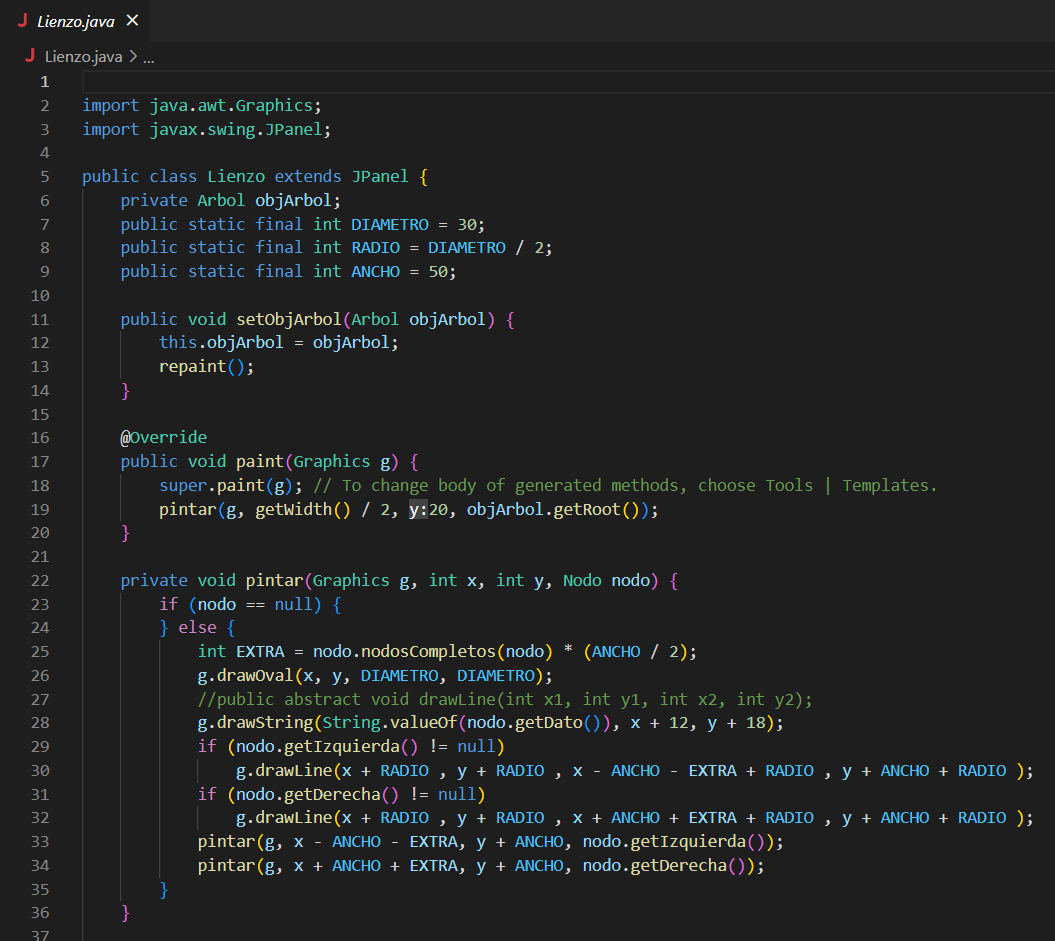 J Lienzo.java ×
J Lienzo.java > ...
1
2 import java.awt.Graphics;
3 import javax.swing.JPanel;
4
5 public class Lienzo extends JPanel {
6     private Arbol objArbol;
7     public static final int DIAMETRO = 30;
8     public static final int RADIO = DIAMETRO / 2;
9     public static final int ANCHO = 50;
10
11     public void setObjArbol(Arbol objArbol) {
12         this.objArbol = objArbol;
13         repaint();
14     }
15
16     @Override
17     public void paint(Graphics g) {
18         super.paint(g); // To change body of generated methods, choose Tools | Templates.
19         pintar(g, getWidth() / 2, y:20, objArbol.getRoot());
20     }
21
22     private void pintar(Graphics g, int x, int y, Nodo nodo) {
23         if (nodo == null) {
24         } else {
25             int EXTRA = nodo.nodosCompletos(nodo) * (ANCHO / 2);
26             g.drawOval(x, y, DIAMETRO, DIAMETRO);
27             //public abstract void drawLine(int x1, int y1, int x2, int y2);
28             g.drawString(String.valueOf(nodo.getDato()), x + 12, y + 18);
29             if (nodo.getIzquierda() != null)
30                 g.drawLine(x + RADIO , y + RADIO , x - ANCHO - EXTRA + RADIO , y + ANCHO + RADIO );
31             if (nodo.getDerecha() != null)
32                 g.drawLine(x + RADIO , y + RADIO , x + ANCHO + EXTRA + RADIO , y + ANCHO + RADIO );
33             pintar(g, x - ANCHO - EXTRA, y + ANCHO, nodo.getIzquierda());
34             pintar(g, x + ANCHO + EXTRA, y + ANCHO, nodo.getDerecha());
35         }
36     }
37